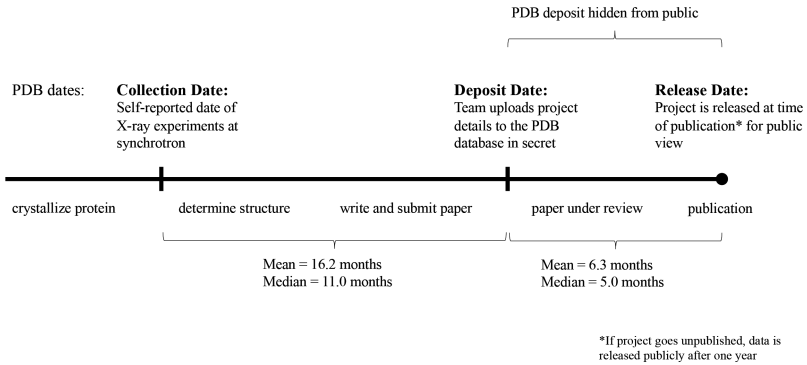 PDB deposit hidden from public
PDB dates:
Collection Date:
Self-reported date of
X-ray experiments at
synchrotron
Deposit Date:
Team uploads project
details to the PDB
database in secret
Release Date:
Project is released at time
of publication* for public
view
crystallize protein
determine structure
write and submit paper
paper under review
publication
Mean = 16.2 months
Median = 11.0 months
Mean = 6.3 months
Median = 5.0 months
*If project goes unpublished, data is
released publicly after one year